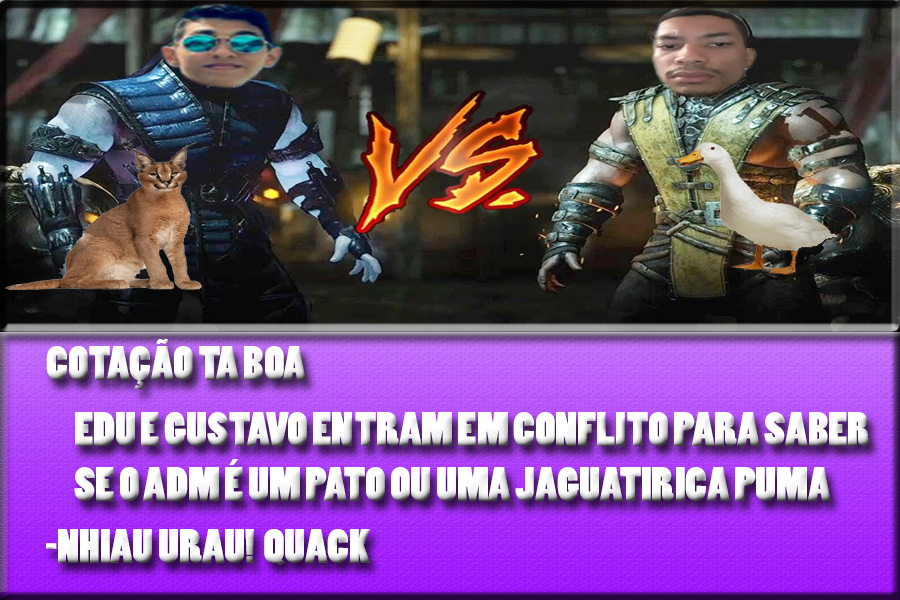 VS.
COTAÇÃO TA BOA
EDU E GUSTAVO ENTRAM EM CONFLITO PARA SABER
SE O ADM É UM PATO OU UMA JAGUATIRICA PUMA
-NHIAU URAU! QUACK